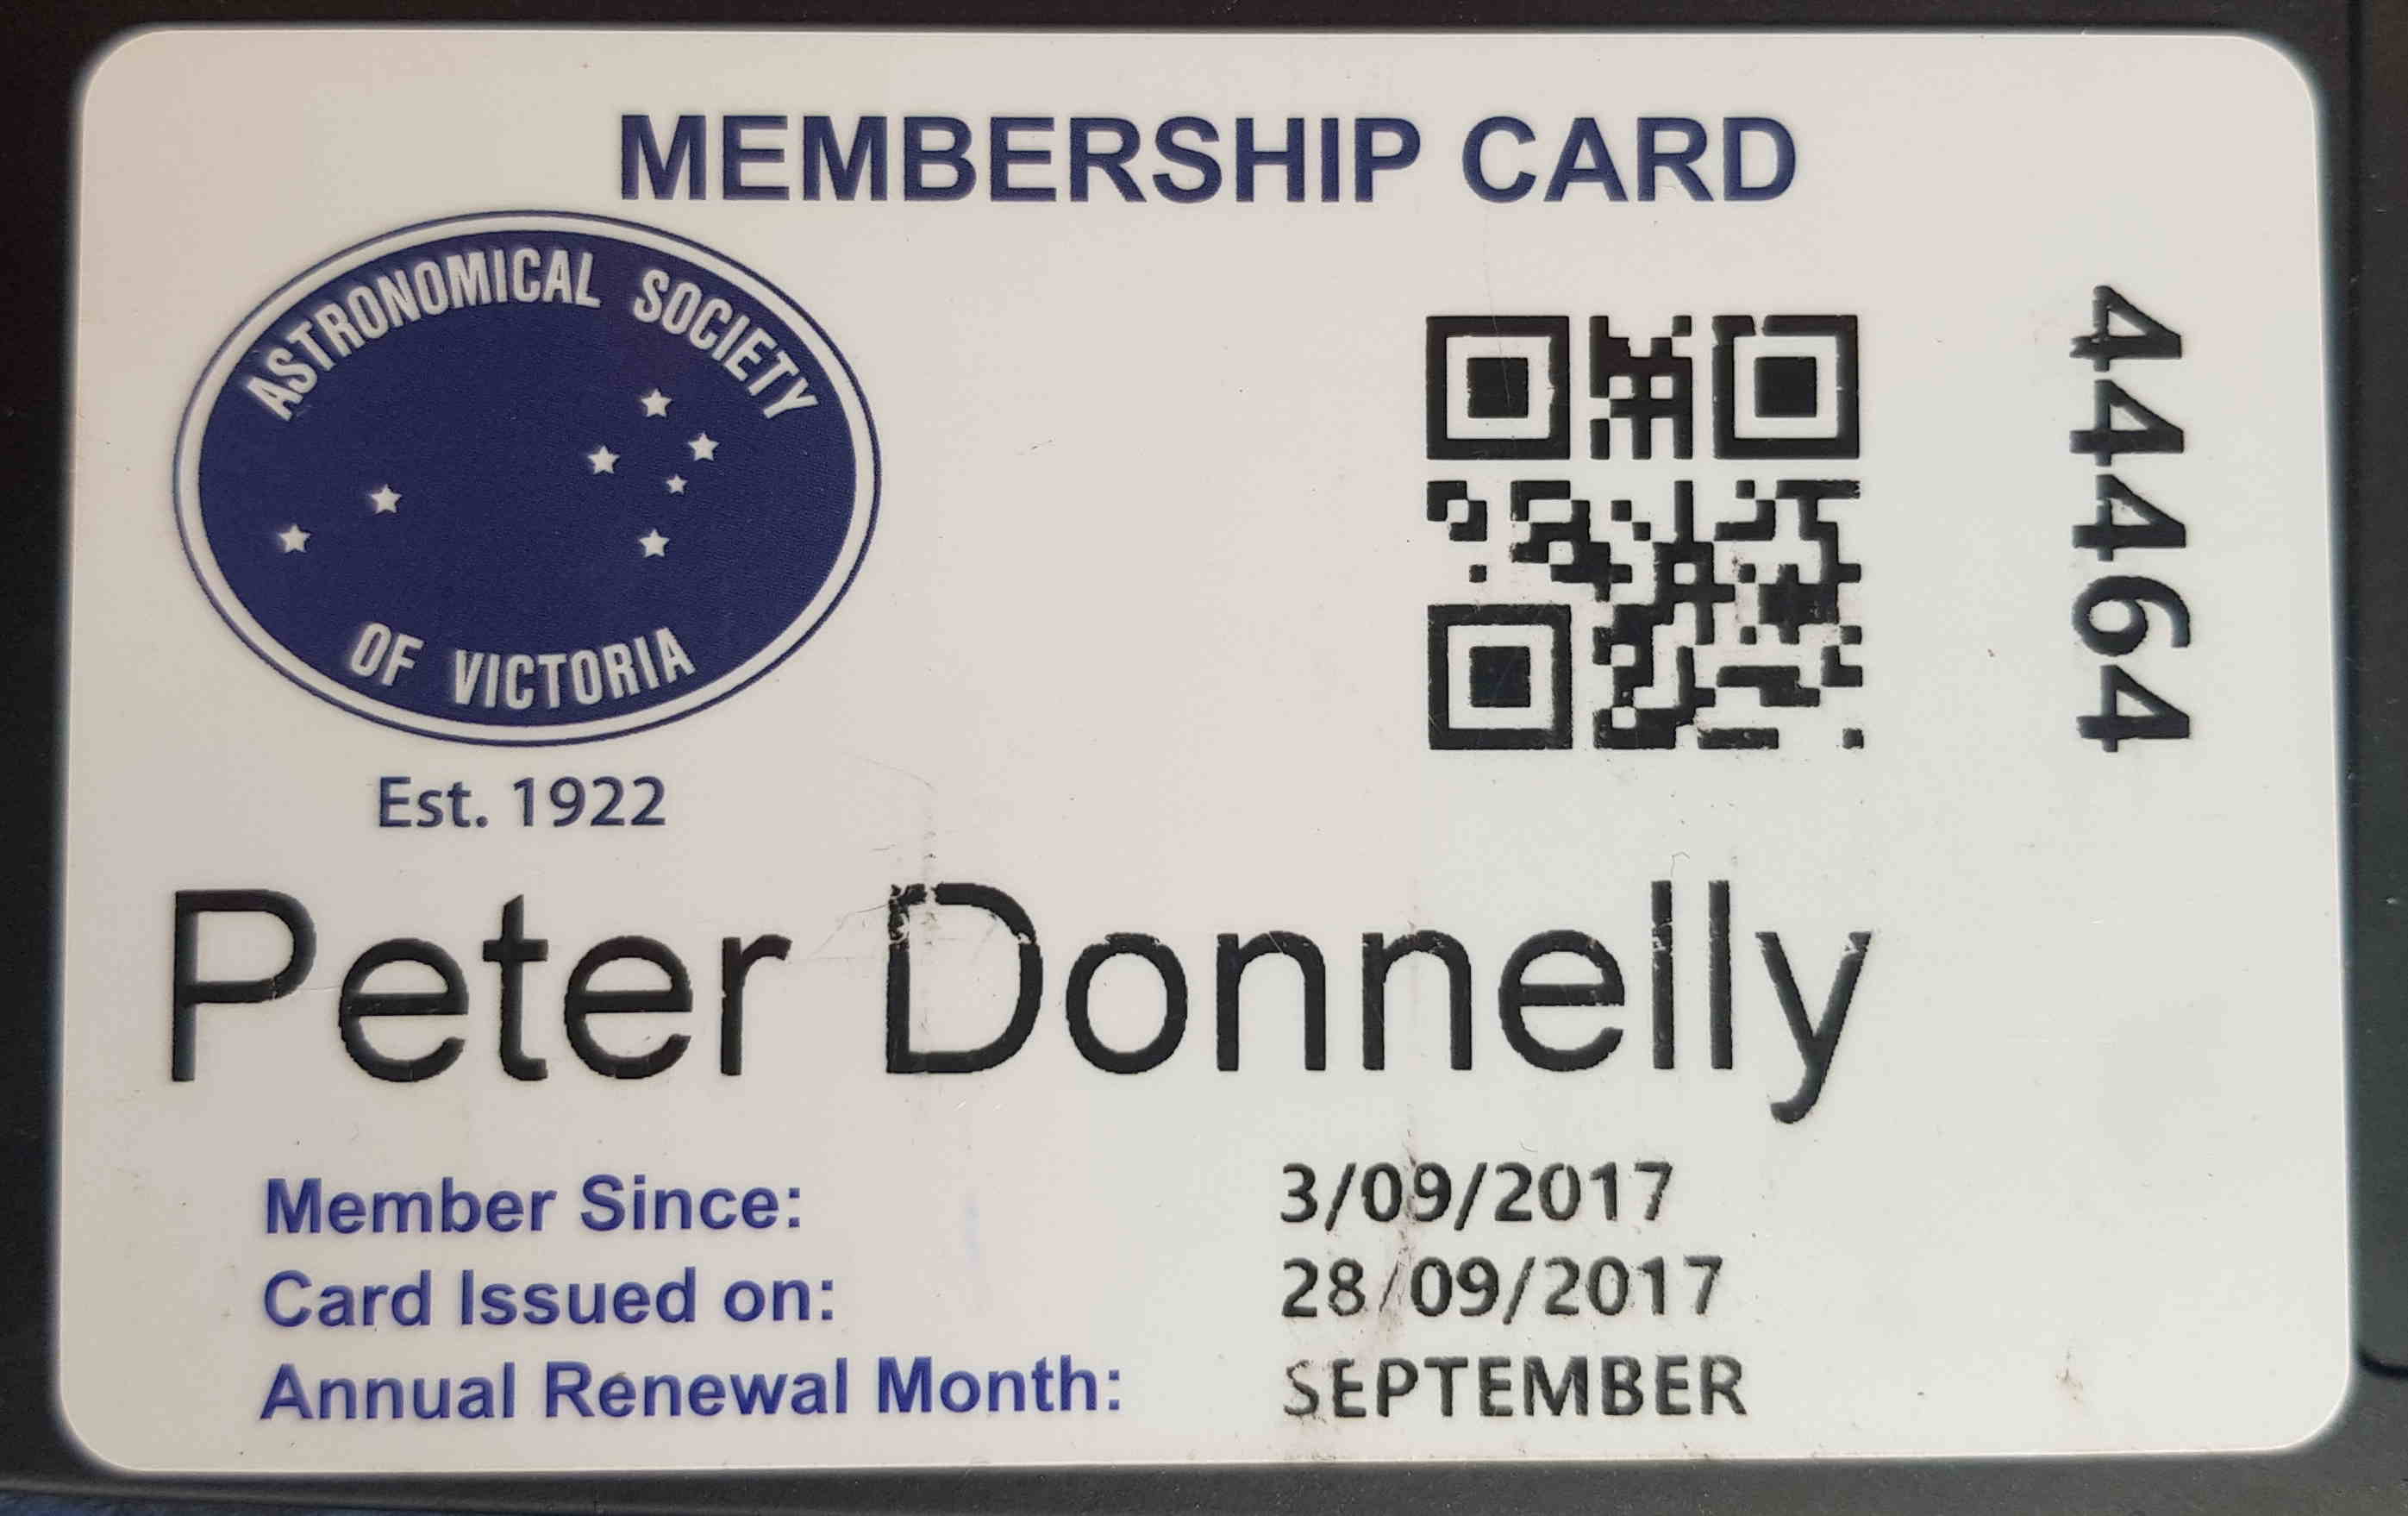 MEMBERSHIP CARD
ASTRONOMICAL SOCIETY
OF VICTORIA
Est. 1922
44464
Peter Donnelly
Member Since: 3/09/2017
Card Issued on: 28/09/2017
Annual Renewal Month: SEPTEMBER